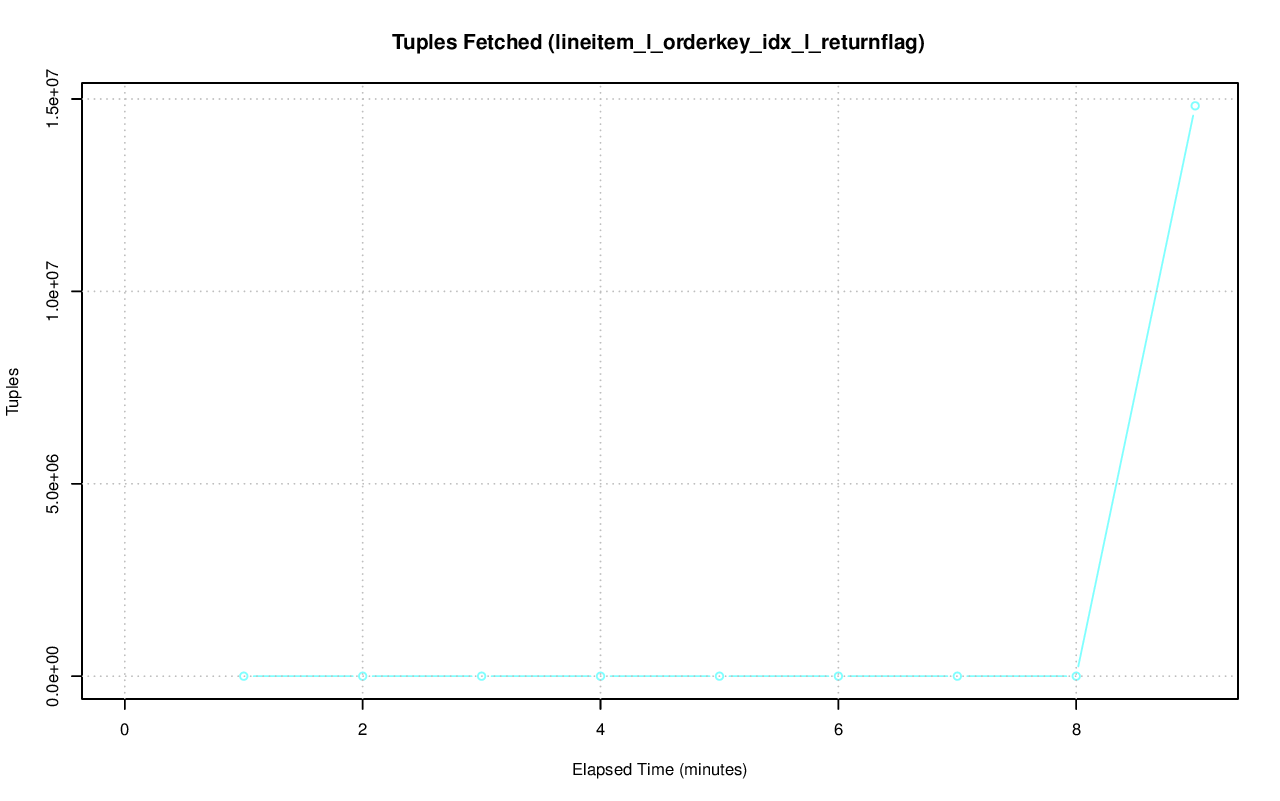 Tuples Fetched (lineitem_l_orderkey_idx_l_returnflag)
1.5e+07
1.0e+07
5.0e+06
0.0e+00
Tuples
0 2 4 6 8
Elapsed Time (minutes)